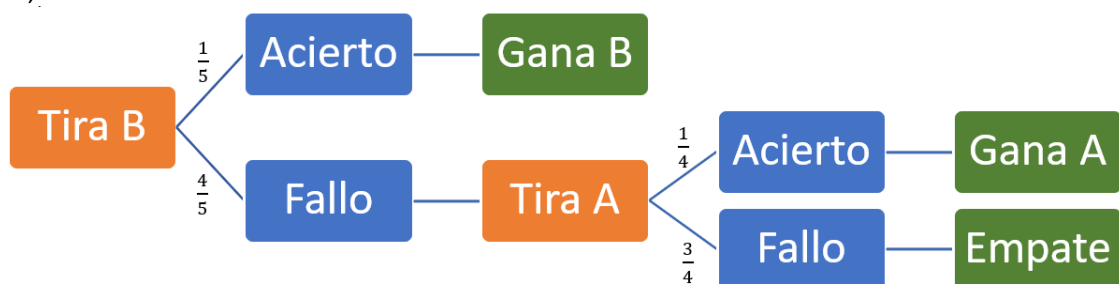 1/5
Acierto
Gana B
Tira B
4/5
Fallo
Tira A
1/4
Acierto
Gana A
3/4
Fallo
Empate